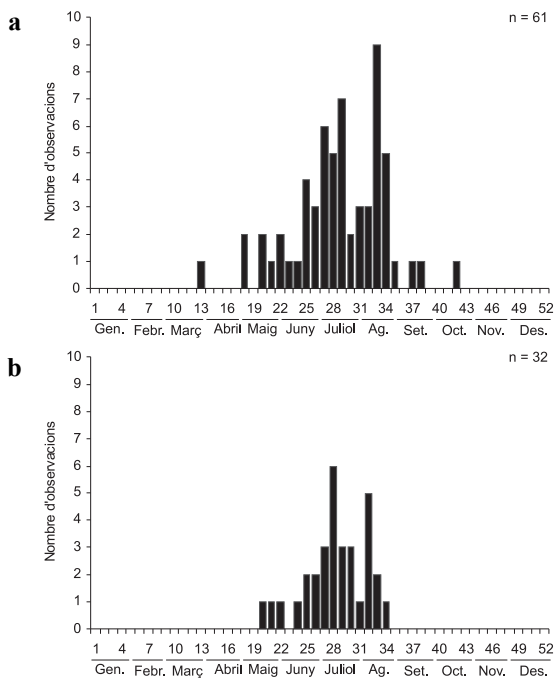 a
n = 61
10
9
8
7
6
5
4
3
2
1
0
Nombre d'observacions
1 4 7 10 13 16 19 22 25 28 31 34 37 40 43 46 49 52
Gen. Febr. Març Abril Maig Juny Juliol Ag. Set. Oct. Nov. Des.
b
n = 32
10
9
8
7
6
5
4
3
2
1
0
Nombre d'observacions
1 4 7 10 13 16 19 22 25 28 31 34 37 40 43 46 49 52
Gen. Febr. Març Abril Maig Juny Juliol Ag. Set. Oct. Nov. Des.